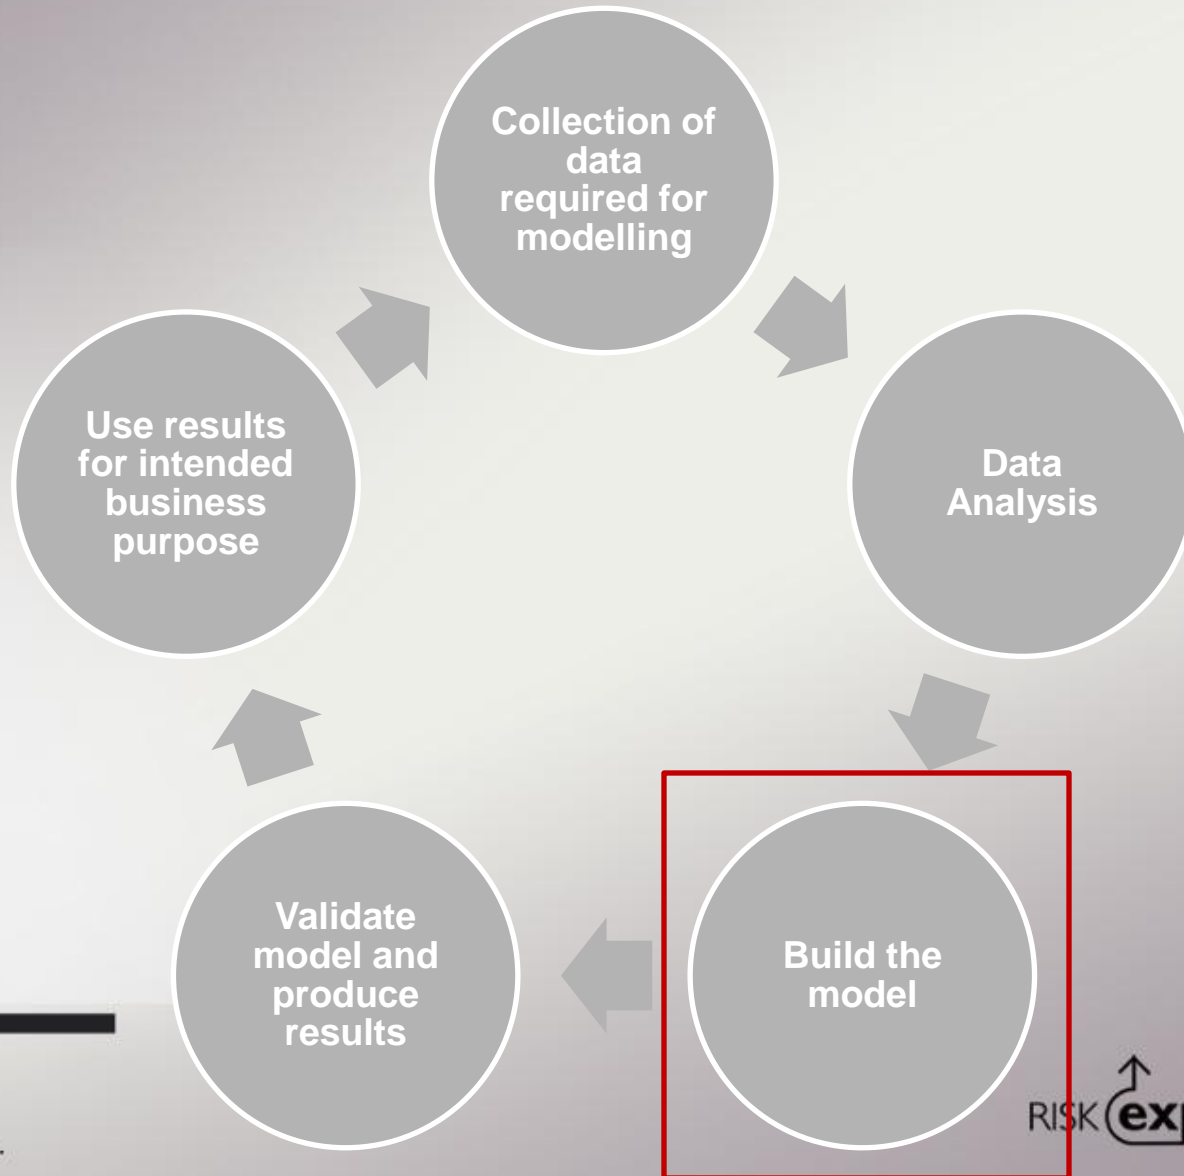 Collection of
data
required for
modelling
Use results
for intended
business
purpose
Data
Analysis
Validate
model and
produce
results
Build the
model
RISK